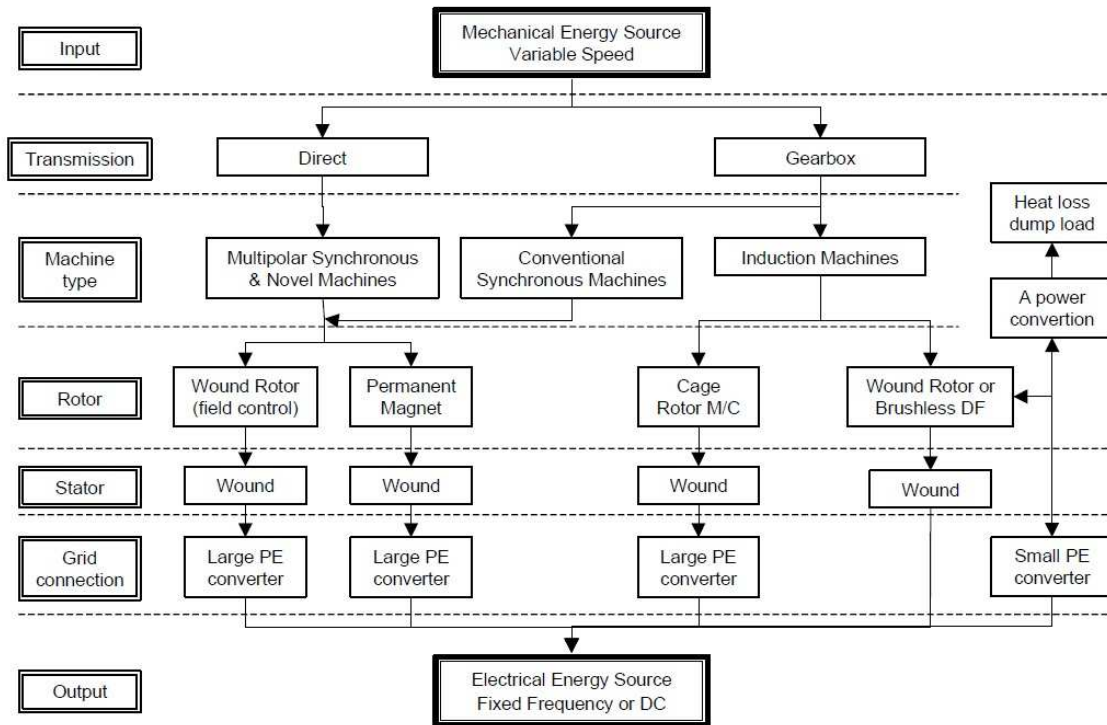 Input
Mechanical Energy Source
Variable Speed
Transmission
Direct
Gearbox
Heat loss
dump load
Machine
type
Multipolar Synchronous
& Novel Machines
Conventional
Synchronous Machines
Induction Machines
A power
convertion
Rotor
Wound Rotor
(field control)
Permanent
Magnet
Cage
Rotor M/C
Wound Rotor or
Brushless DF
Stator
Wound
Wound
Wound
Wound
Grid
connection
Large PE
converter
Large PE
converter
Large PE
converter
Small PE
converter
Output
Electrical Energy Source
Fixed Frequency or DC